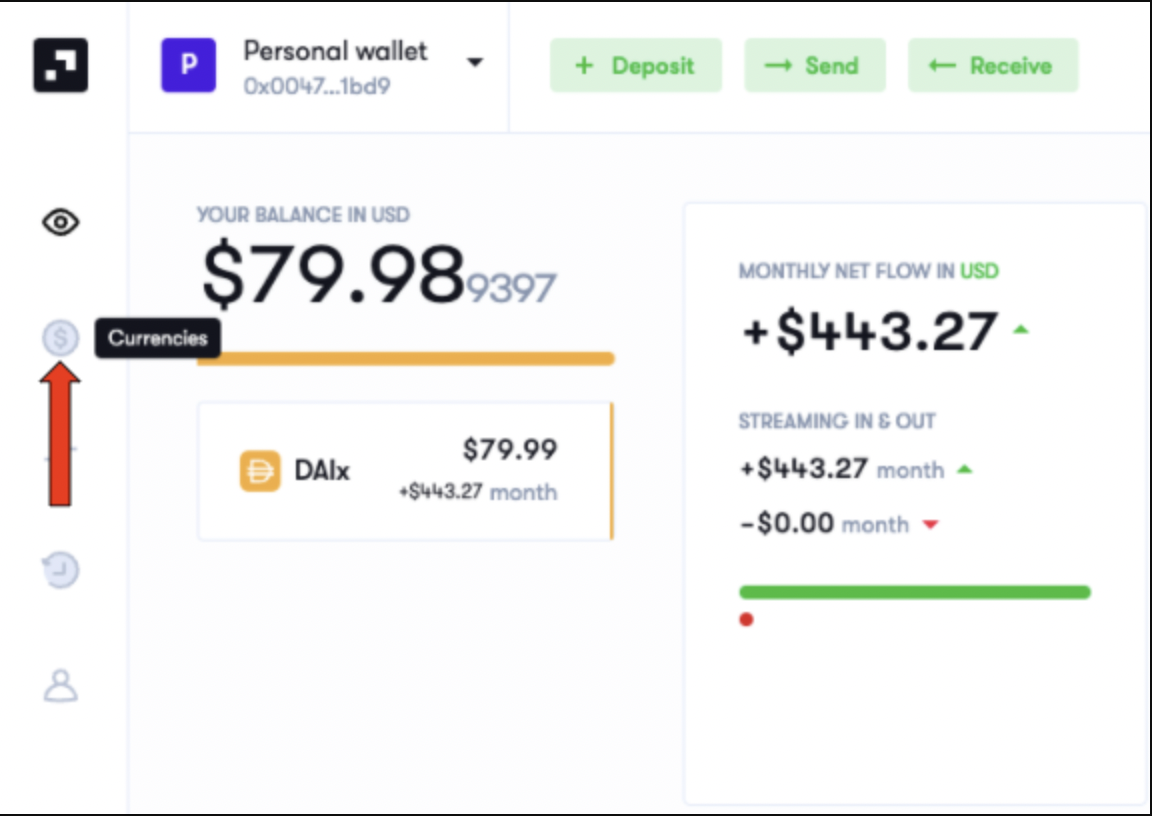 P
Personal wallet
0x0047...1bd9
+ Deposit
→ Send
← Receive
YOUR BALANCE IN USD
$79.989397
Currencies
$
DAIx
$79.99
+$443.27 month
MONTHLY NET FLOW IN USD
+$443.27
STREAMING IN & OUT
+$443.27 month
-$0.00 month